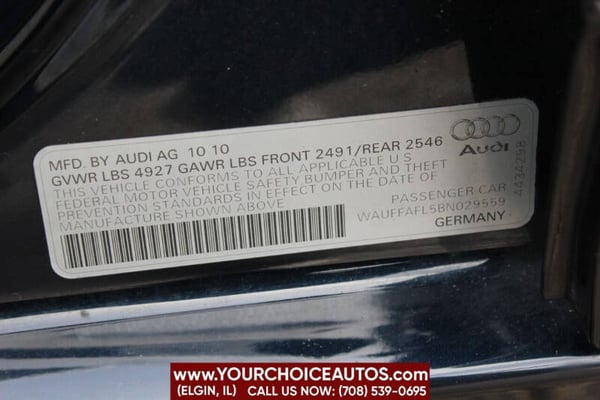 MFD. BY AUDI AG 10 10
GVWR LBS 4927 GAWR LBS FRONT 2491/REAR 2546
THIS VEHICLE CONFORMS TO ALL APPLICABLE U S
FEDERAL MOTOR VEHICLE SAFETY BUMPER AND THEFT
PREVENTION STANDARDS IN EFFECT ON THE DATE OF
MANUFACTURE SHOWN ABOVE
Audi
4434298
PASSENGER CAR
WAUFFAFL5BN029559
GERMANY
WWW.YOURCHOICEAUTOS.COM
(ELGIN, IL) CALL US NOW: (708) 539-0695